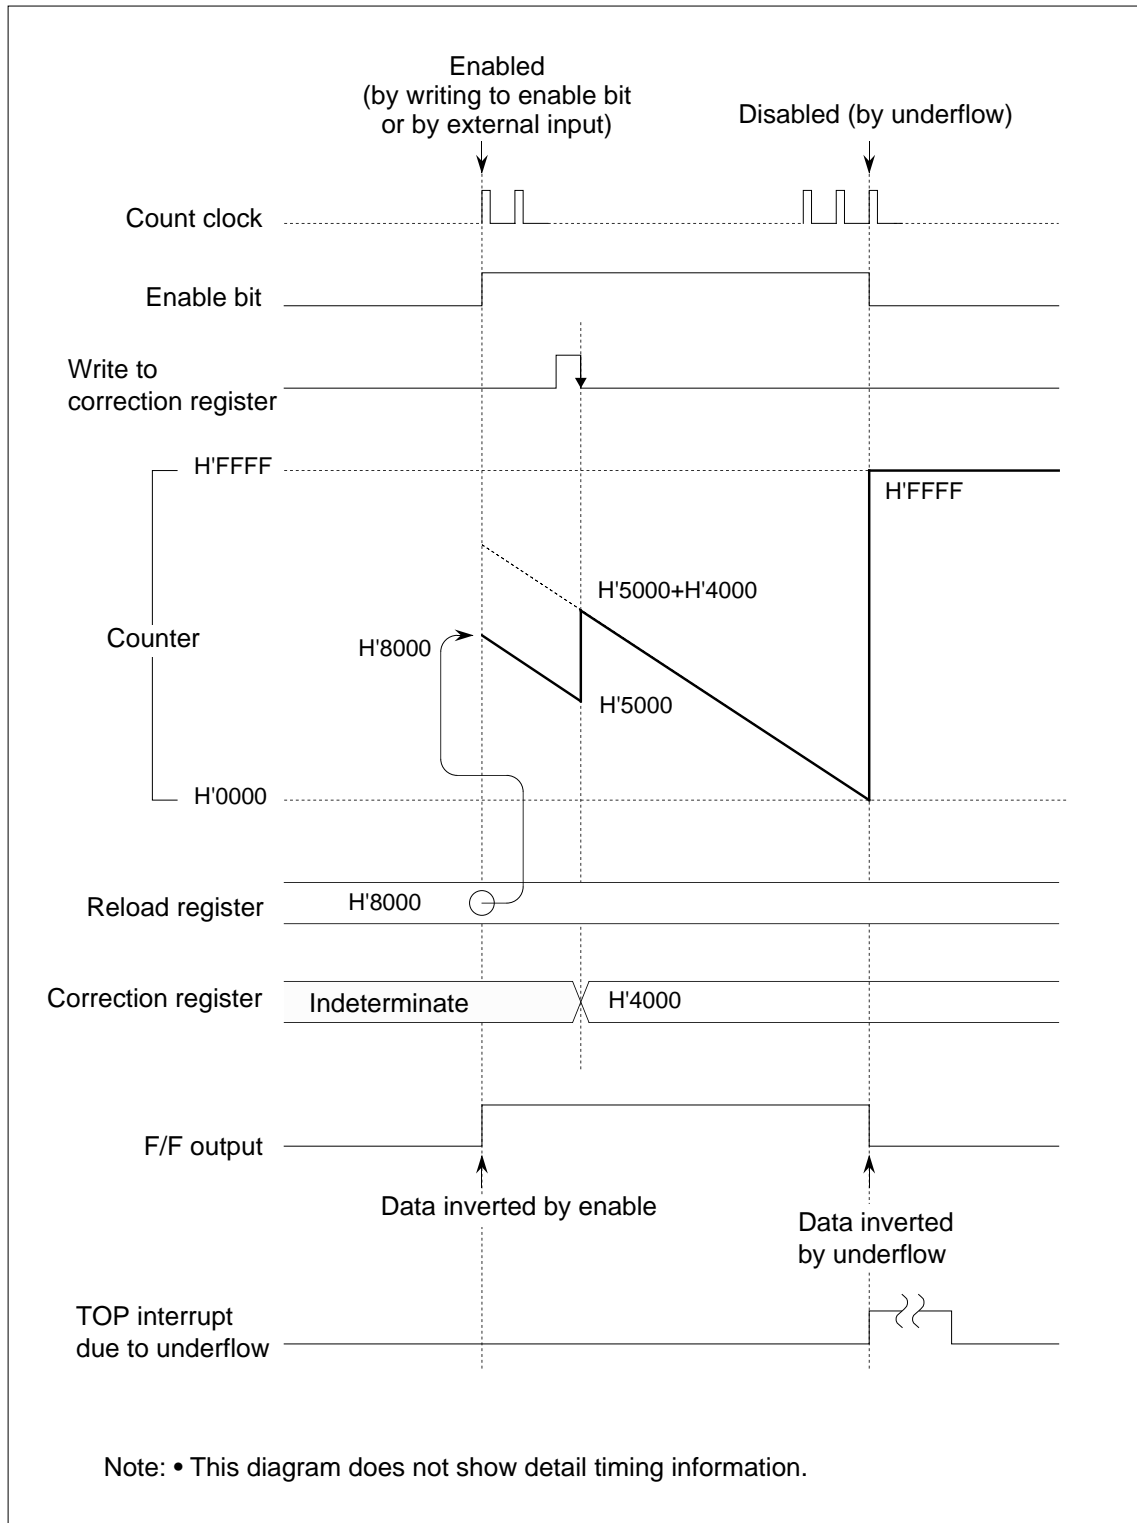 Enabled
(by writing to enable bit
or by external input)
Disabled (by underflow)
Count clock
Enable bit
Write to
correction register
H'FFFF
H'FFFF
H'5000+H'4000
Counter
H'8000
H'5000
H'0000
Reload register
H'8000
Correction register
Indeterminate
H'4000
F/F output
Data inverted by enable
Data inverted
by underflow
TOP interrupt
due to underflow
Note: • This diagram does not show detail timing information.